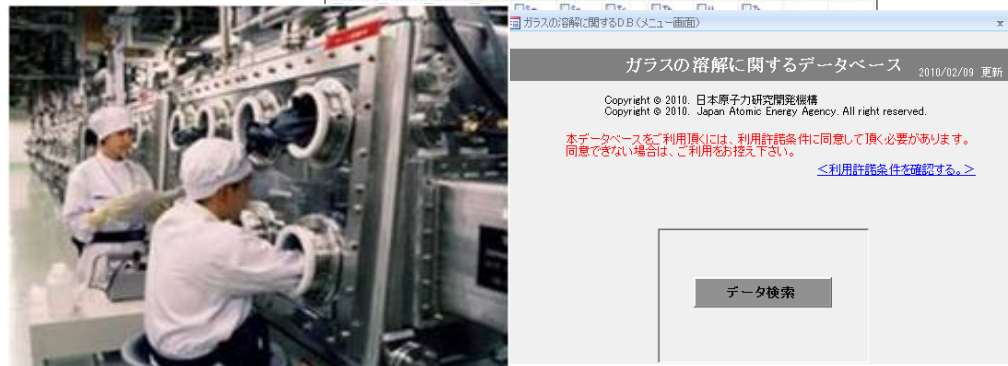 ガラスの溶解に関するD.B.(メニュー画面)
ガラスの溶解に関するデータベース 2010/02/09 更新
Copyright © 2010. 日本原子力研究開発機構
Copyright © 2010. Japan Atomic Energy Agency. All right reserved.
本データベースをご利用頂くには、利用許諾条件に同意して頂く必要があります。
同意できない場合は、ご利用をお控え下さい。
<利用許諾条件を確認する。>
データ検索